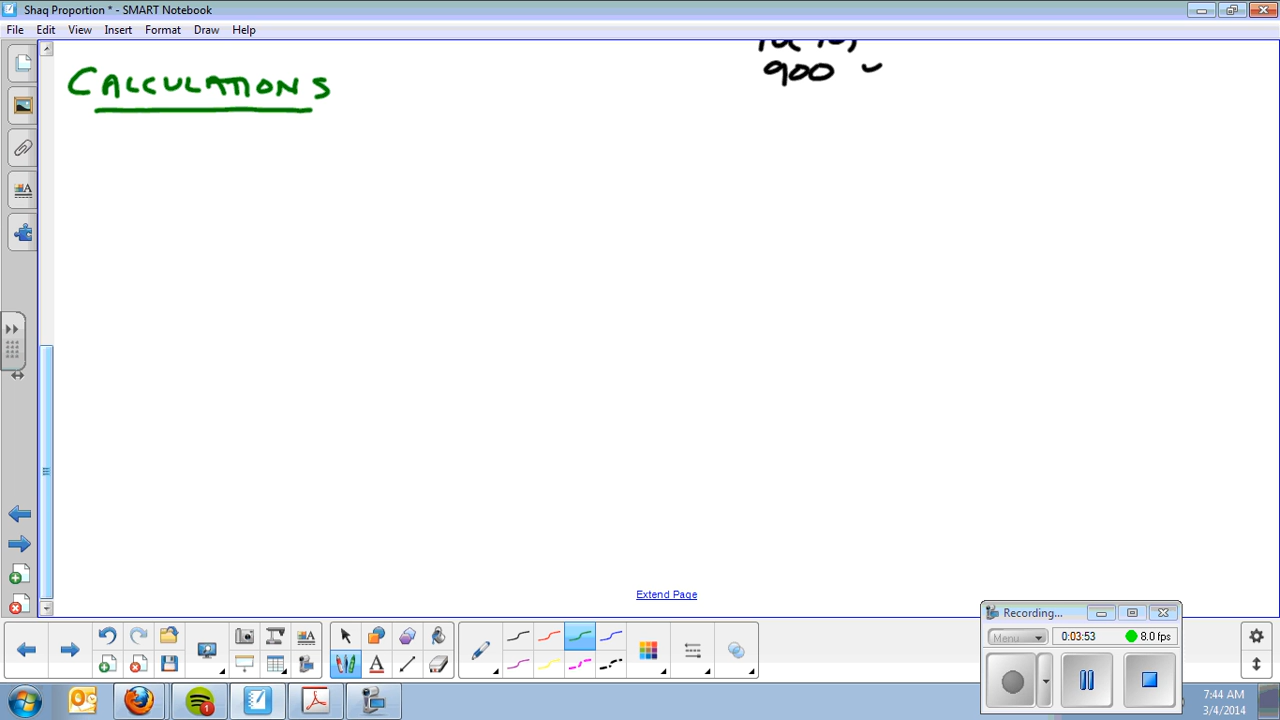 Shaq Proportion * - SMART Notebook
File Edit View Insert Format Draw Help
900
CALCULATIONS
Extend Page
Recording...
Menu
0:03:53
8.0 fps
7:44 AM
3/4/2014